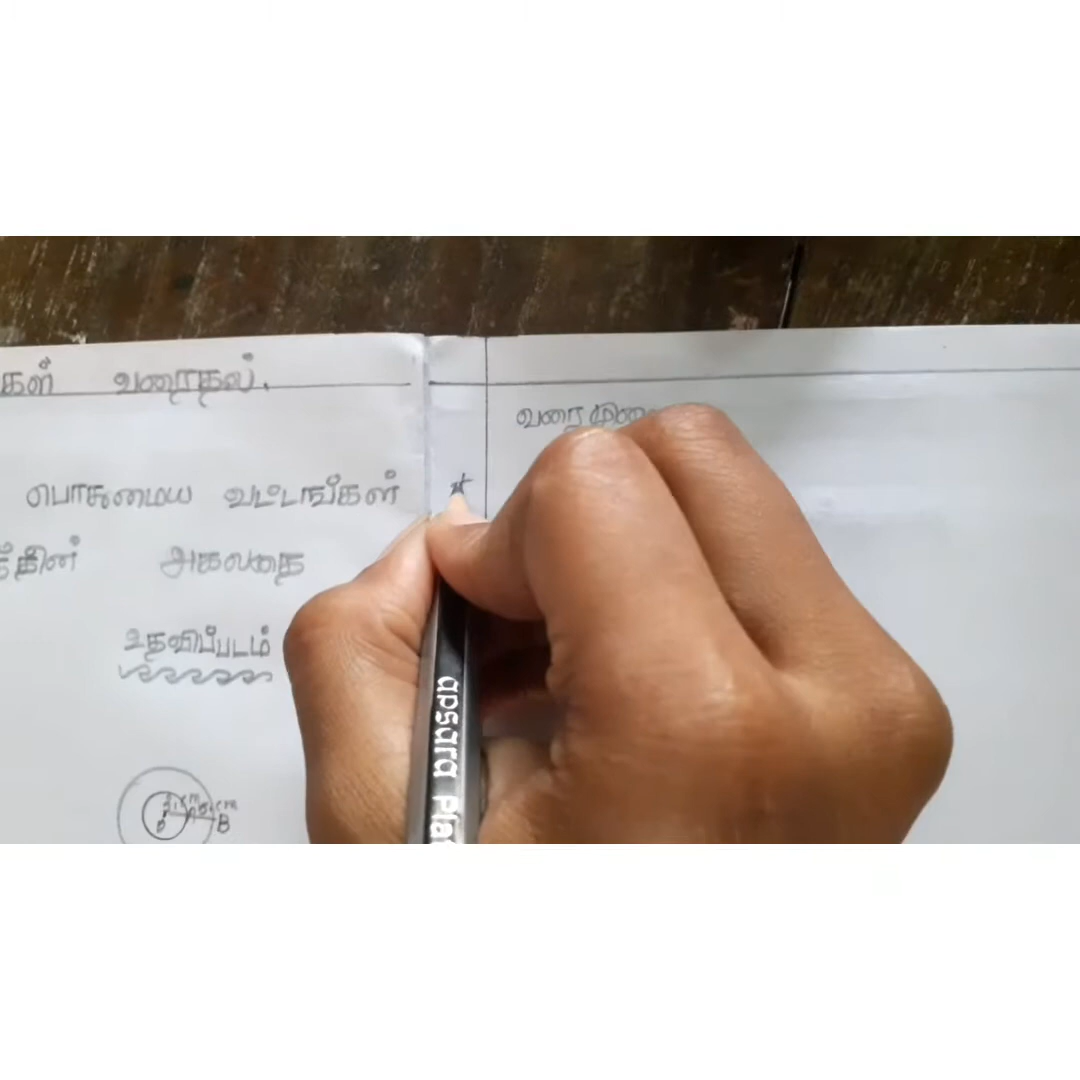 கள் வரைதல்.
பொதுமைய வட்டங்கள்
த்தின் அகலதை
உதவிப்படம்
B
வரைமுறை
apsara Pla